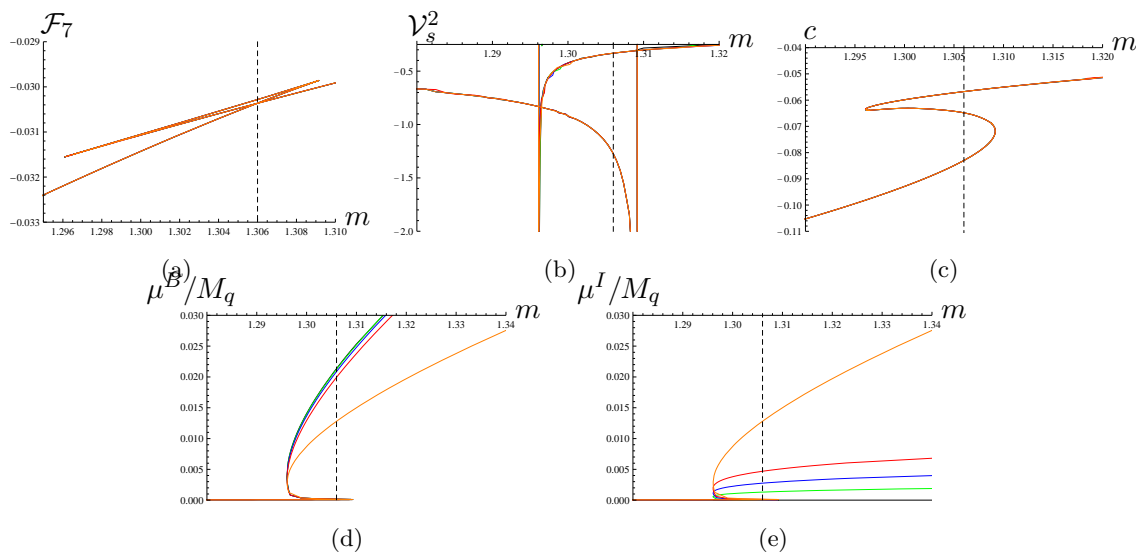 F₇
−0.029
−0.030
−0.031
−0.032
−0.033
1.296 1.298 1.300 1.302 1.304 1.306 1.308 1.310
m
(a)
V_s^2
1.29 1.30 1.31 1.32
m
−0.5
−1.0
−1.5
−2.0
(b)
c
1.295 1.300 1.305 1.310 1.315 1.320
m
−0.04
−0.05
−0.06
−0.07
−0.08
−0.09
−0.10
−0.11
(c)
μ^B/M_q
0.030
0.025
0.020
0.015
0.010
0.005
0.000
1.29 1.30 1.31 1.32 1.33 1.34
m
(d)
μ^I/M_q
0.030
0.025
0.020
0.015
0.010
0.005
0.000
1.29 1.30 1.31 1.32 1.33 1.34
m
(e)